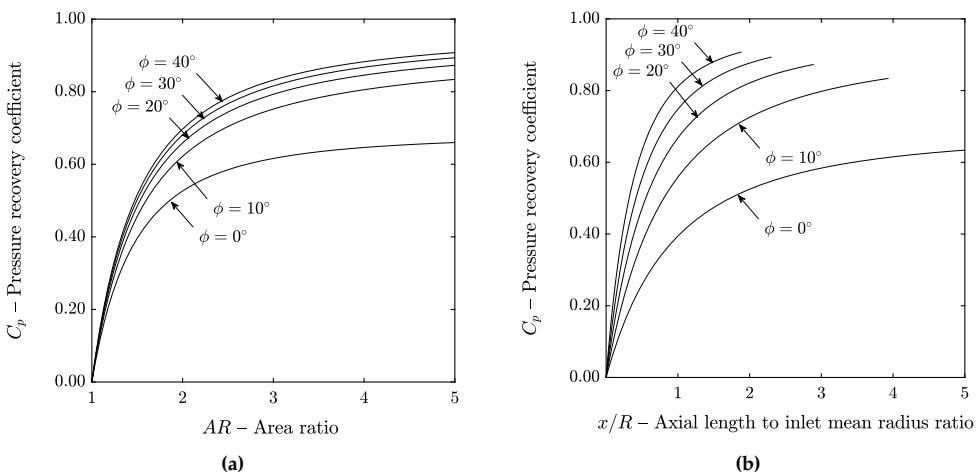 1.00
0.80
0.60
0.40
0.20
0.00
C_p – Pressure recovery coefficient
ϕ = 40°
ϕ = 30°
ϕ = 20°
ϕ = 10°
ϕ = 0°
1 2 3 4 5
AR – Area ratio
(a)
1.00
0.80
0.60
0.40
0.20
0.00
C_p – Pressure recovery coefficient
ϕ = 40°
ϕ = 30°
ϕ = 20°
ϕ = 10°
ϕ = 0°
1 2 3 4 5
x/R – Axial length to inlet mean radius ratio
(b)